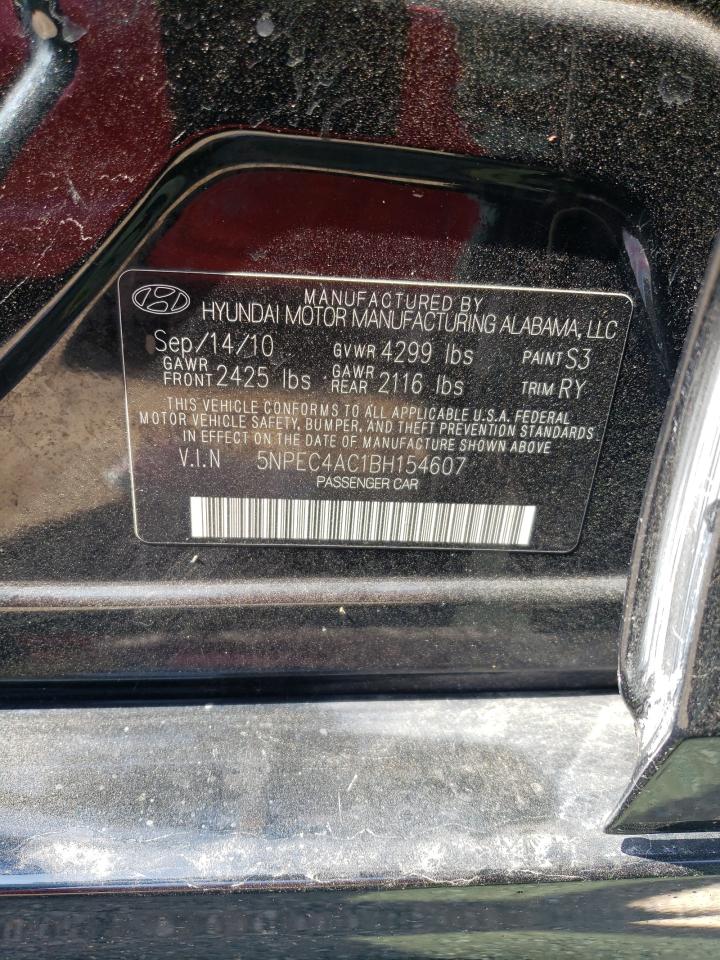 MANUFACTURED BY
HYUNDAI MOTOR MANUFACTURING ALABAMA, LLC
Sep/14/10 GVWR 4299 lbs PAINT S3
GAWR FRONT 2425 lbs GAWR REAR 2116 lbs TRIM RY
THIS VEHICLE CONFORMS TO ALL APPLICABLE U.S.A. FEDERAL
MOTOR VEHICLE SAFETY, BUMPER, AND THEFT PREVENTION STANDARDS
IN EFFECT ON THE DATE OF MANUFACTURE SHOWN ABOVE
V.I.N 5NPEC4AC1BH154607
PASSENGER CAR